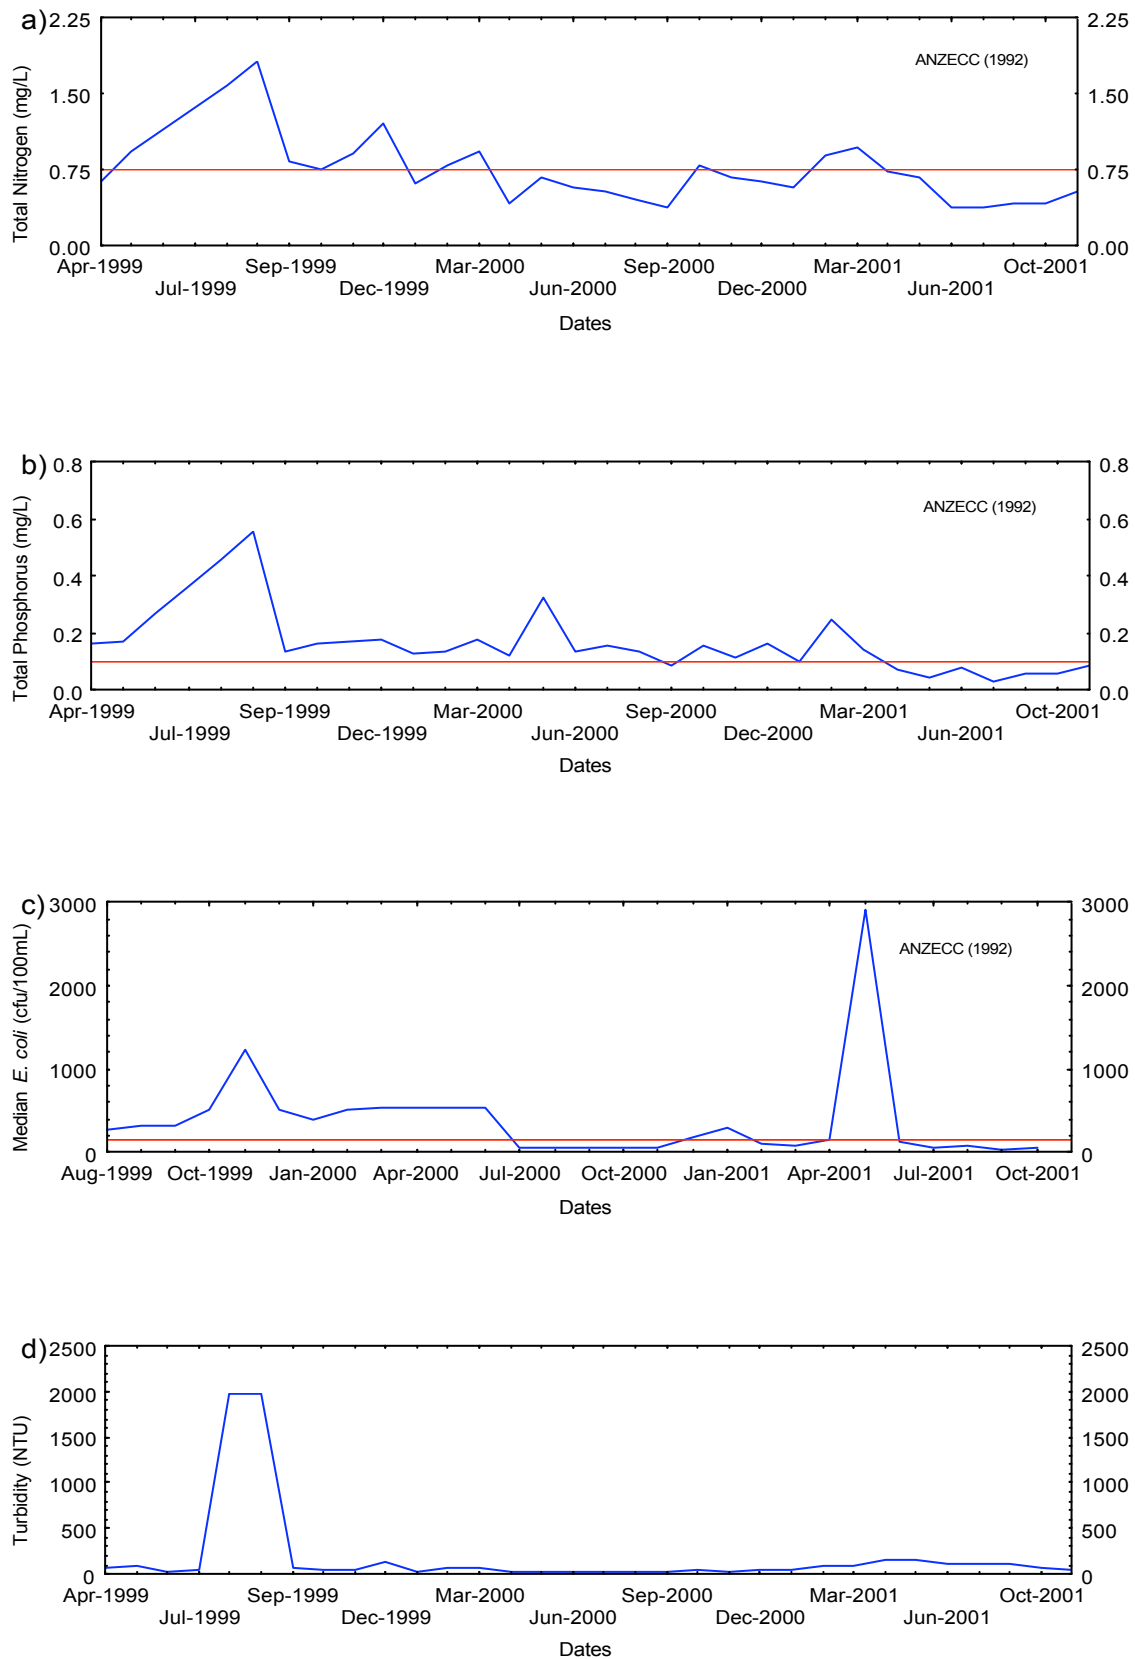 a)
2.25 2.25
ANZECC (1992)
1.50 1.50
Total Nitrogen (mg/L)
0.75 0.75
0.00 0.00
Apr-1999 Sep-1999 Mar-2000 Sep-2000 Mar-2001 Oct-2001
Jul-1999 Dec-1999 Jun-2000 Dec-2000 Jun-2001
Dates
b)
0.8 0.8
ANZECC (1992)
0.6 0.6
Total Phosphorus (mg/L)
0.4 0.4
0.2 0.2
0.0 0.0
Apr-1999 Sep-1999 Mar-2000 Sep-2000 Mar-2001 Oct-2001
Jul-1999 Dec-1999 Jun-2000 Dec-2000 Jun-2001
Dates
c)
3000 3000
ANZECC (1992)
Median E. coli (cfu/100mL)
2000 2000
1000 1000
0 0
Aug-1999 Oct-1999 Jan-2000 Apr-2000 Jul-2000 Oct-2000 Jan-2001 Apr-2001 Jul-2001 Oct-2001
Dates
d)
2500 2500
2000 2000
Turbidity (NTU)
1500 1500
1000 1000
500 500
0 0
Apr-1999 Sep-1999 Mar-2000 Sep-2000 Mar-2001 Oct-2001
Jul-1999 Dec-1999 Jun-2000 Dec-2000 Jun-2001
Dates